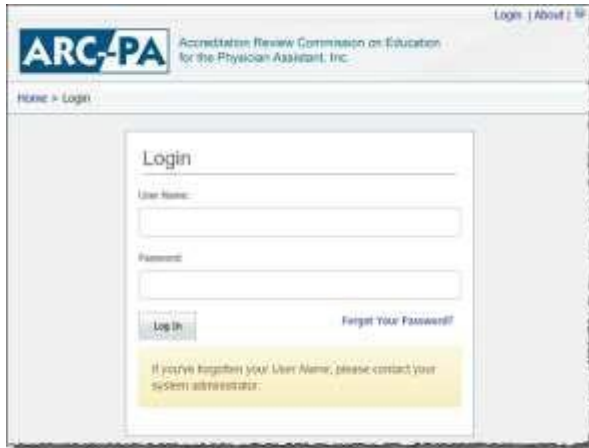 Login | About |
ARC-PA
Accreditation Review Commission on Education
for the Physician Assistant, Inc.
Home > Login
Login
User Name:
Password:
Log In
Forgot Your Password?
If you've forgotten your User Name, please contact your
system administrator.